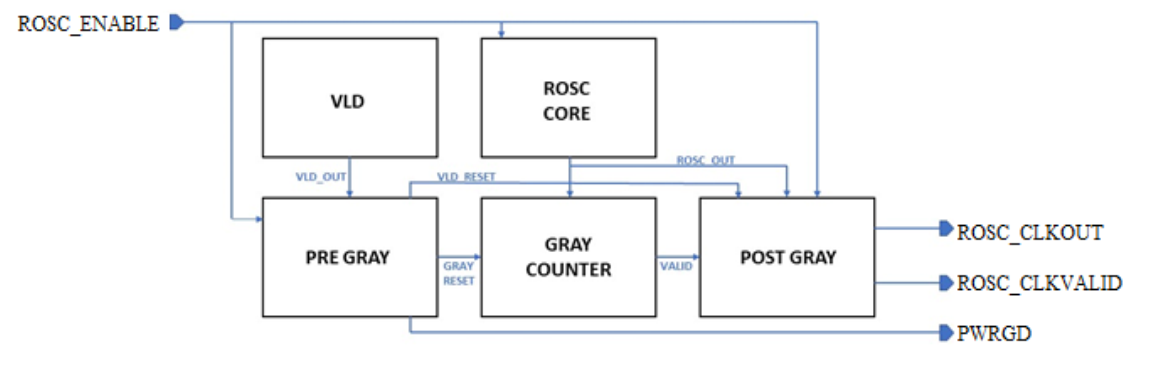 ROSC_ENABLE
VLD
ROSC
CORE
ROSC_OUT
VLD_OUT
VLD_RESET
PRE GRAY
GRAY
RESET
GRAY
COUNTER
VALID
POST GRAY
ROSC_CLKOUT
ROSC_CLKVALID
PWRGD